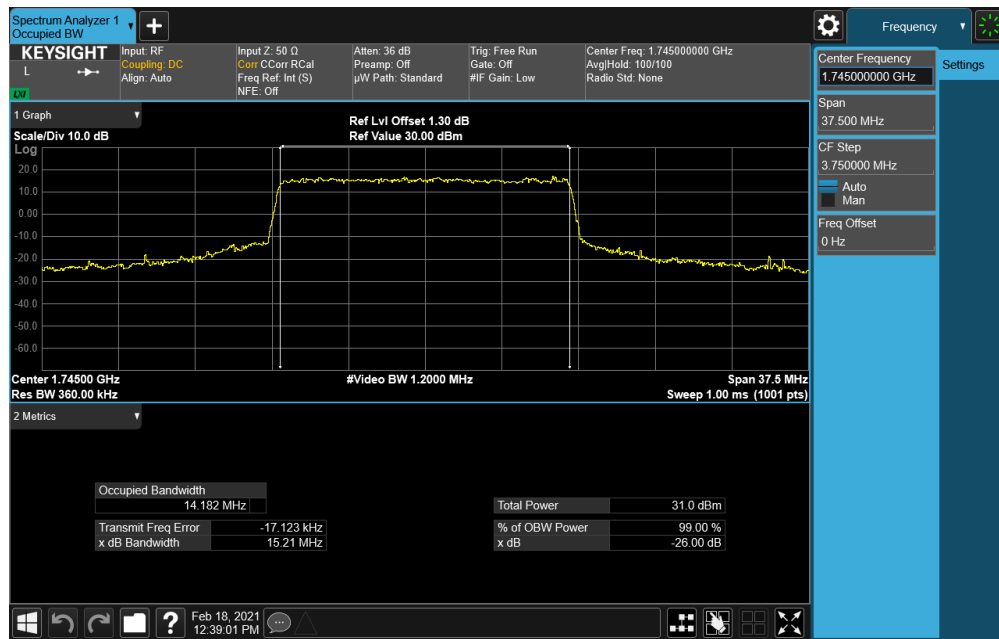 Spectrum Analyzer 1
Occupied BW
Frequency
KEYSIGHT
L
LXI
Input: RF
Coupling: DC
Align: Auto
Input Z: 50 Ω
Corr CCorr RCal
Freq Ref: Int (S)
NFE: Off
Atten: 36 dB
Preamp: Off
µW Path: Standard
Trig: Free Run
Gate: Off
#IF Gain: Low
Center Freq: 1.745000000 GHz
Avg|Hold: 100/100
Radio Std: None
Center Frequency
1.745000000 GHz
Settings
Span
37.500 MHz
CF Step
3.750000 MHz
Auto
Man
Freq Offset
0 Hz
1 Graph
Scale/Div 10.0 dB
Ref Lvl Offset 1.30 dB
Ref Value 30.00 dBm
Log
20.0
10.0
0.00
-10.0
-20.0
-30.0
-40.0
-50.0
-60.0
Center 1.74500 GHz
#Video BW 1.2000 MHz
Span 37.5 MHz
Res BW 360.00 kHz
Sweep 1.00 ms (1001 pts)
2 Metrics
Occupied Bandwidth
14.182 MHz
Total Power 31.0 dBm
Transmit Freq Error -17.123 kHz
% of OBW Power 99.00 %
x dB Bandwidth 15.21 MHz
x dB -26.00 dB
Feb 18, 2021
12:39:01 PM